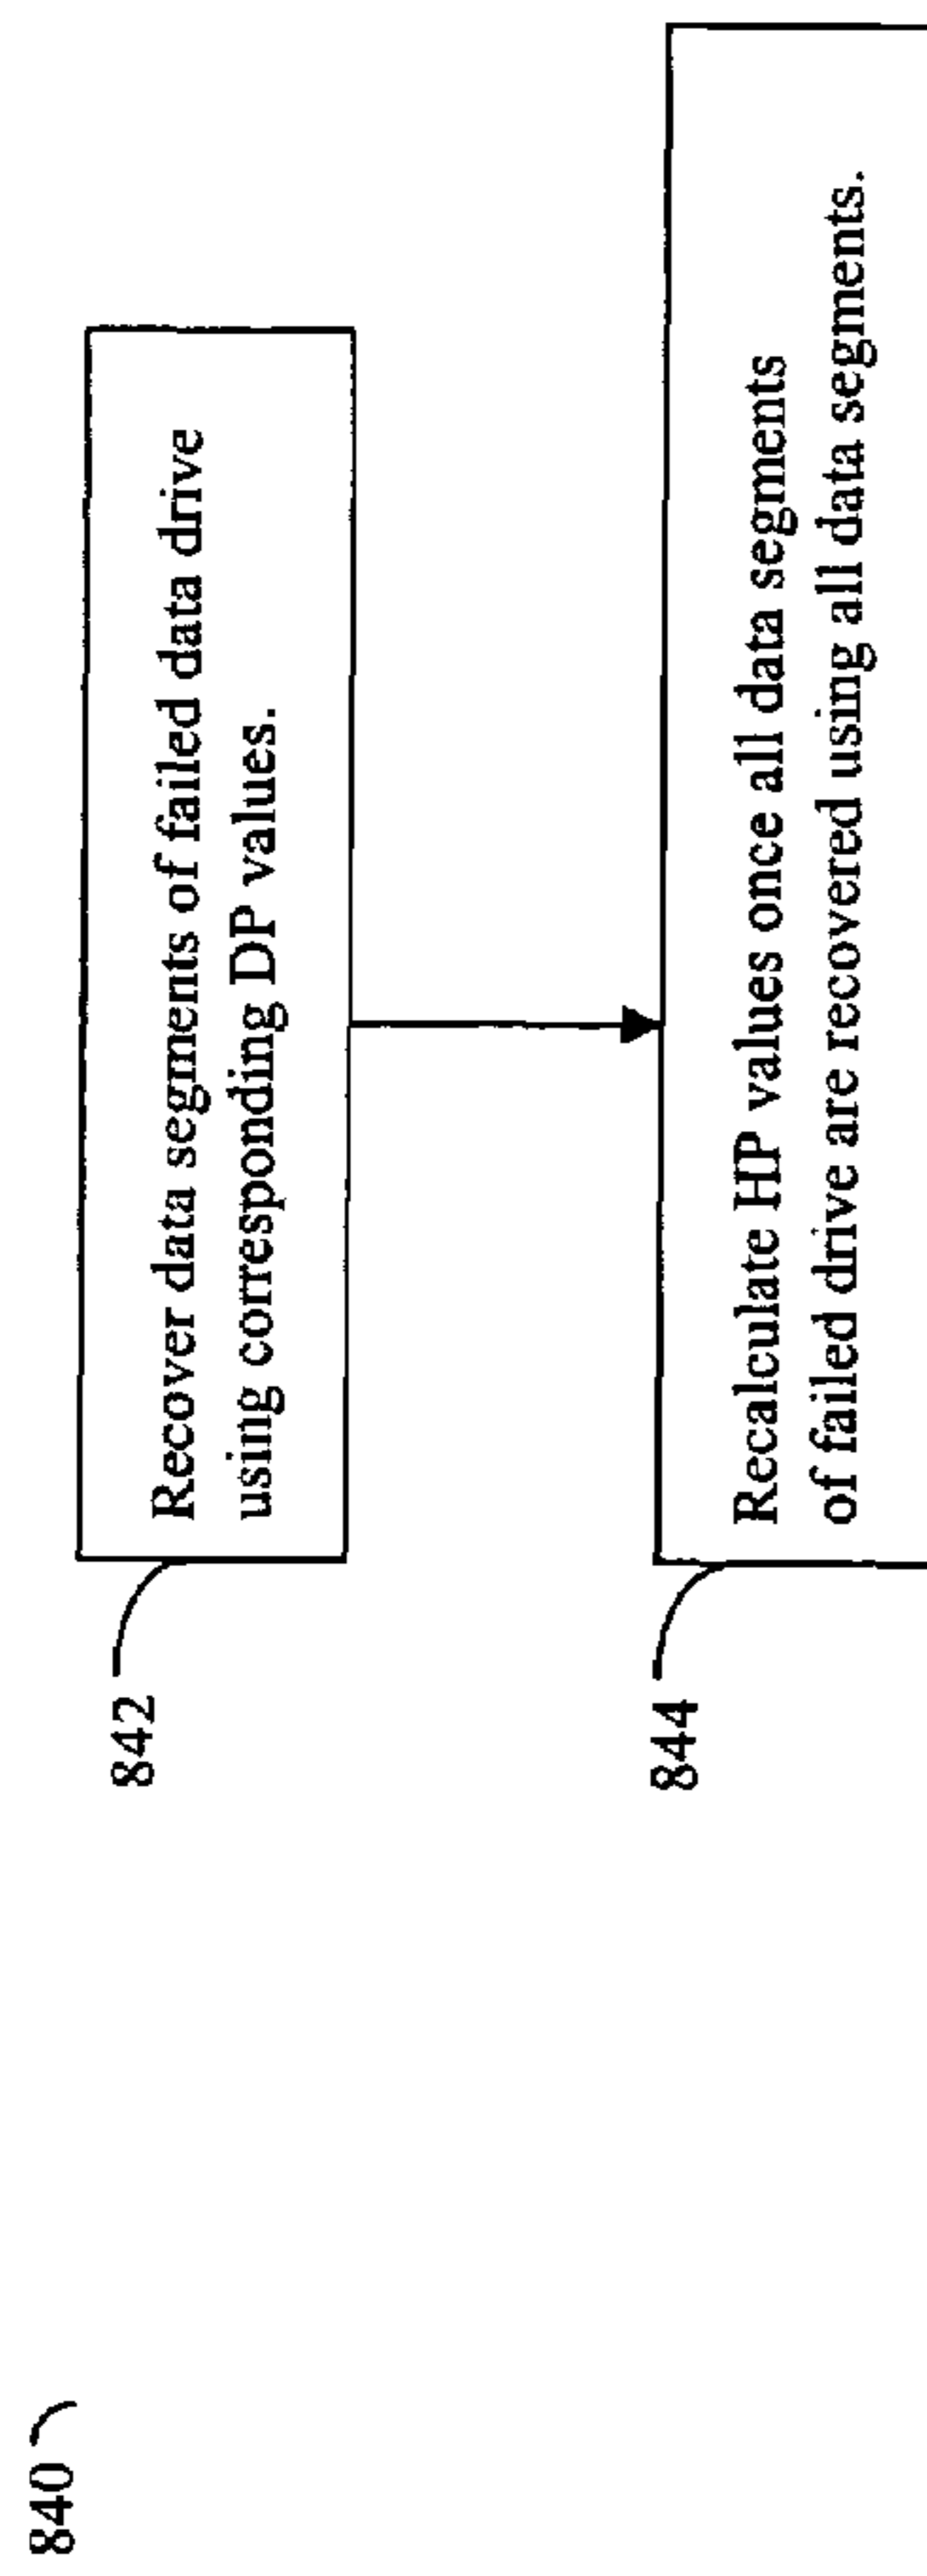 840
842
Recover data segments of failed data drive
using corresponding DP values.
844
Recalculate HP values once all data segments
of failed drive are recovered using all data segments.